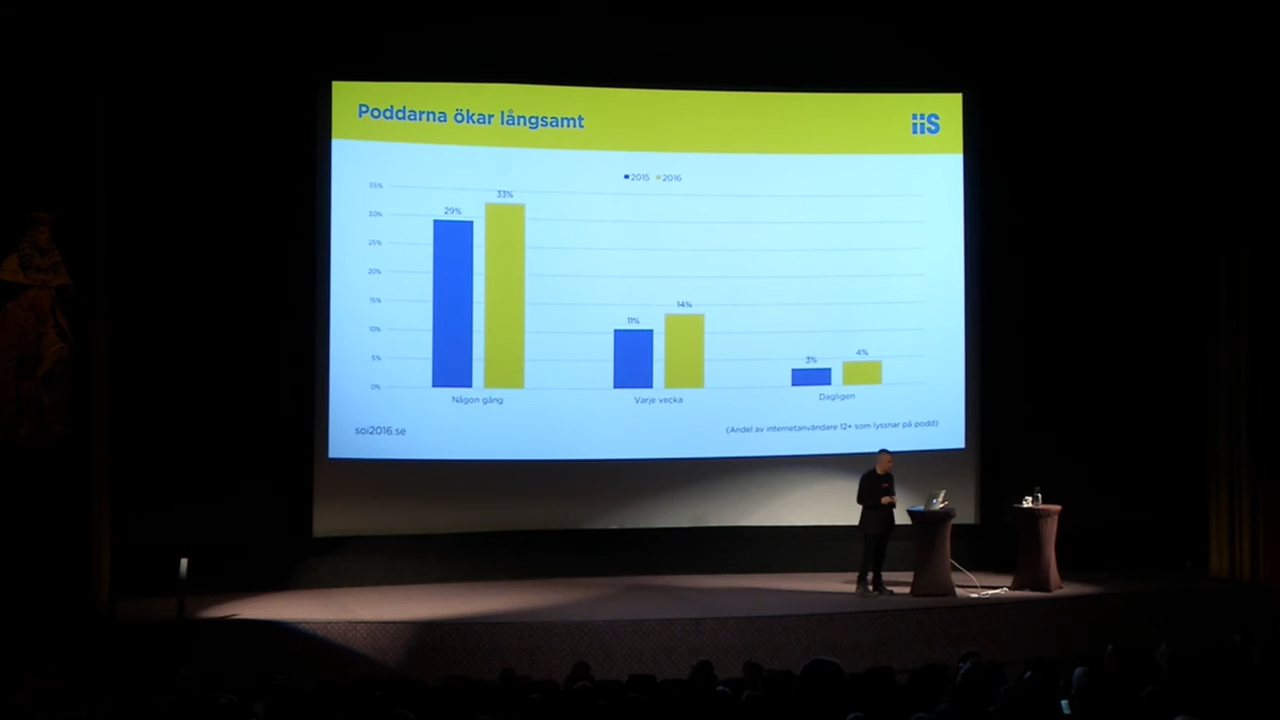 Poddarna ökar långsamt
iis
2015 2016
35%
30%
25%
20%
15%
10%
5%
0%
29%
33%
11%
14%
3%
4%
Någon gång
Varje vecka
Dagligen
soi2016.se
(Andel av internetanvändare 12+ som lyssnar på podd)